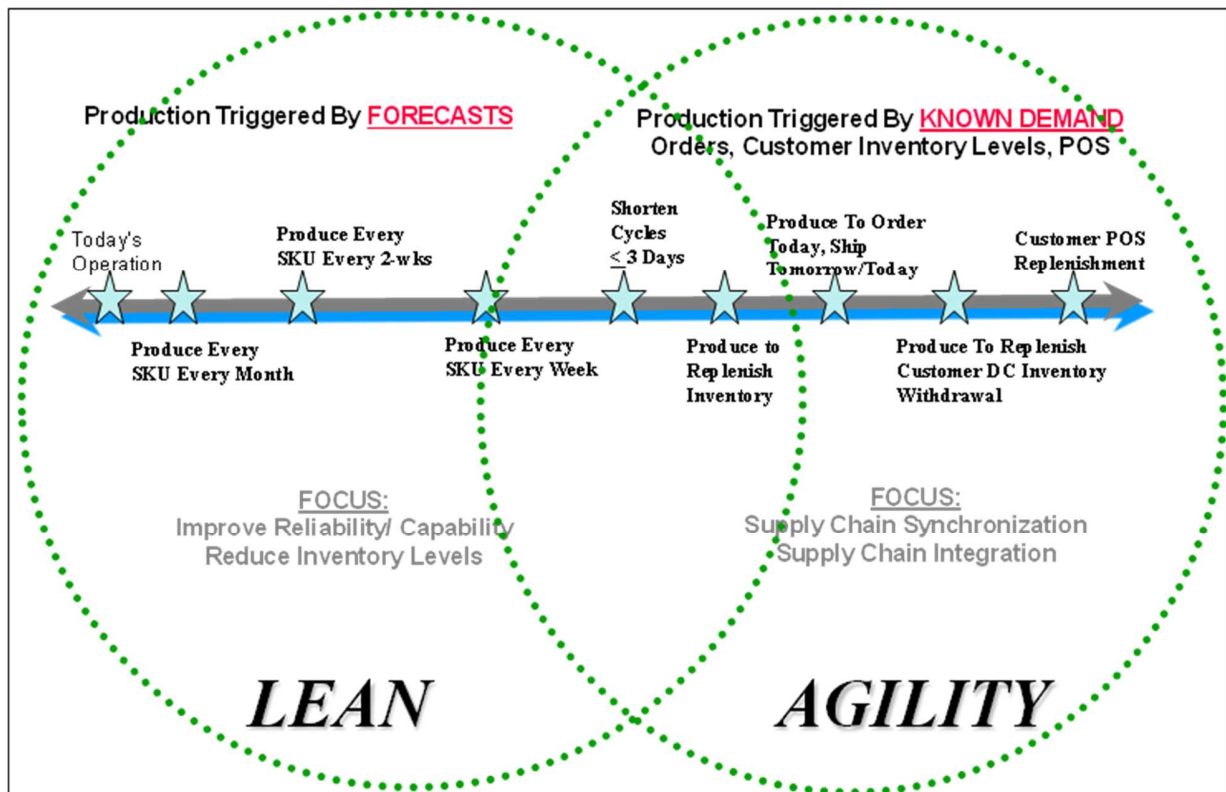 Production Triggered By FORECASTS
Production Triggered By KNOWN DEMAND
Orders, Customer Inventory Levels, POS
Today's
Operation
Produce Every
SKU Every Month
Produce Every
SKU Every 2-wks
Produce Every
SKU Every Week
Shorten
Cycles
< 3 Days
Produce to
Replenish
Inventory
Produce To Order
Today, Ship
Tomorrow/Today
Produce To Replenish
Customer DC Inventory
Withdrawal
Customer POS
Replenishment
FOCUS:
Improve Reliability/ Capability
Reduce Inventory Levels
FOCUS:
Supply Chain Synchronization
Supply Chain Integration
LEAN
AGILITY